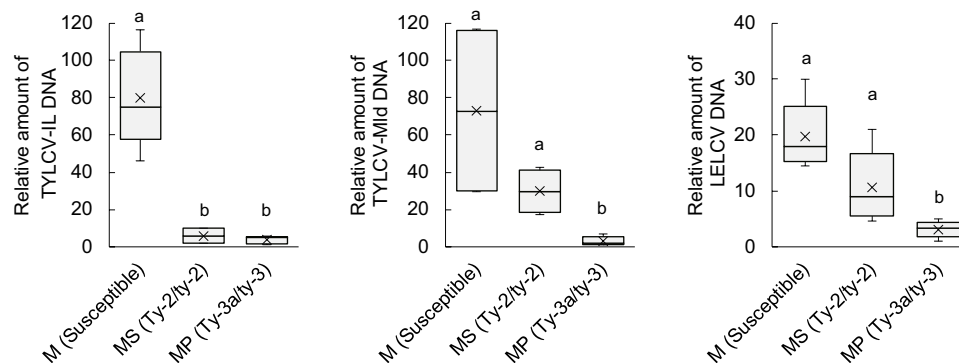 Relative amount of
TYLCV-IL DNA
120
100
80
60
40
20
0
a
b
b
M (Susceptible)
MS (Ty-2/ty-2)
MP (Ty-3a/ty-3)
Relative amount of
TYLCV-Mld DNA
120
100
80
60
40
20
0
a
a
b
M (Susceptible)
MS (Ty-2/ty-2)
MP (Ty-3a/ty-3)
Relative amount of
LELCV DNA
40
30
20
10
0
a
a
b
M (Susceptible)
MS (Ty-2/ty-2)
MP (Ty-3a/ty-3)